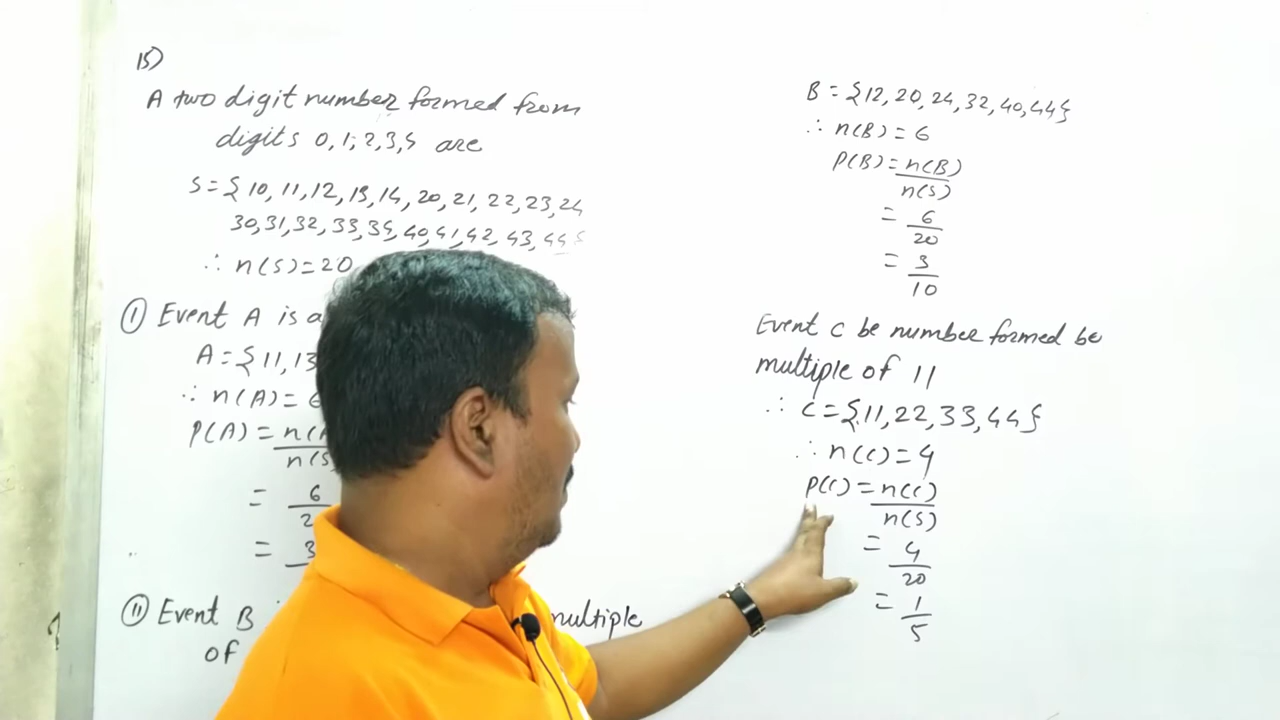 15)
A two digit number formed from
digits 0,1,2,3,4 are
S = { 10, 11, 12, 13, 14, 20, 21, 22, 23, 24
30, 31, 32, 33, 34, 40, 41, 42, 43, 44 }
∴ n(S) = 20
① Event A is a
A = { 11, 13
∴ n(A) = 6
P(A) = n(A
n(S
= 6
2
= 3
⑪ Event B multiple
of
B = { 12, 20, 24, 32, 40, 44 }
∴ n(B) = 6
P(B) = n(B)
n(S)
= 6
20
= 3
10
Event C be number formed be
multiple of 11
∴ C = { 11, 22, 33, 44 }
∴ n(C) = 4
P(C) = n(C)
n(S)
= 4
20
= 1
5